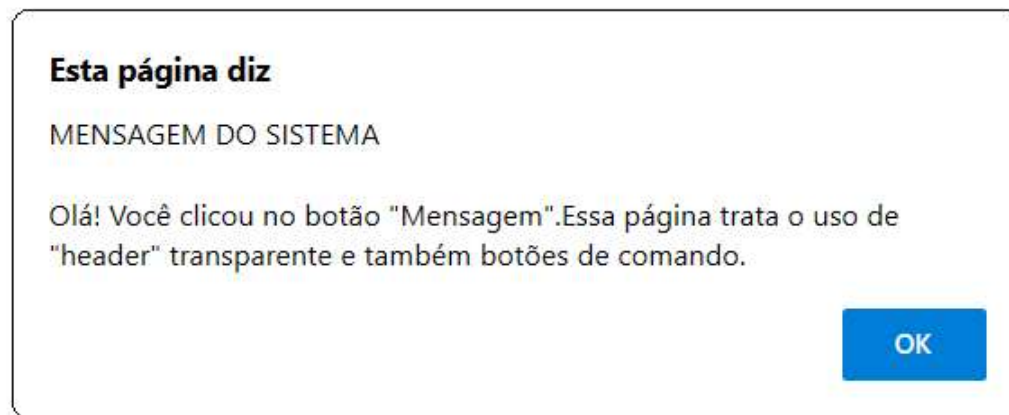 Esta página diz
MENSAGEM DO SISTEMA
Olá! Você clicou no botão "Mensagem".Essa página trata o uso de
"header" transparente e também botões de comando.
OK